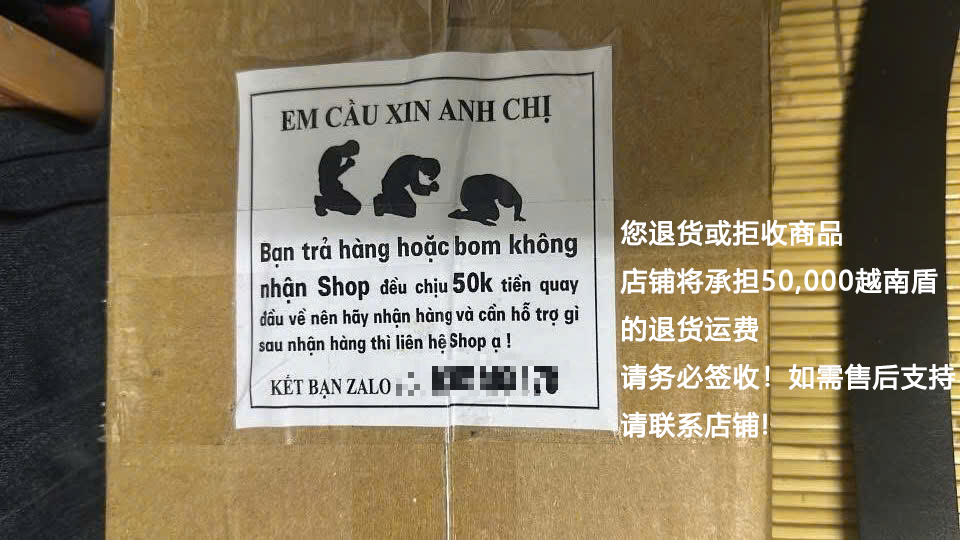 EM CẦU XIN ANH CHỊ
Bạn trả hàng hoặc bom không
nhận Shop đều chịu 50k tiền quay
đầu về nên hãy nhận hàng và cần hỗ trợ gì
sau nhận hàng thì liên hệ Shop ạ !
KẾT BẠN ZALO
您退货或拒收商品
店铺将承担50,000越南盾
的退货运费
请务必签收！如需售后支持
请联系店铺!